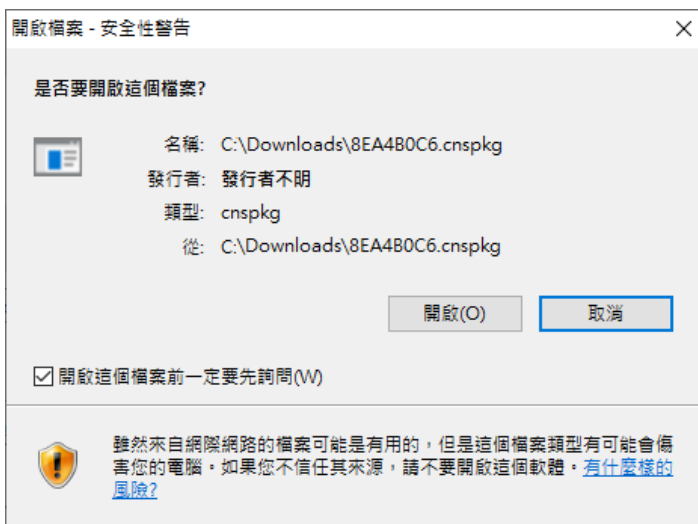 開啟檔案 - 安全性警告
是否要開啟這個檔案?
名稱: C:\Downloads\8EA4B0C6.cnspkg
發行者: 發行者不明
類型: cnspkg
從: C:\Downloads\8EA4B0C6.cnspkg
開啟(O) 取消
開啟這個檔案前一定要先詢問(W)
雖然來自網際網路的檔案可能是有用的，但是這個檔案類型有可能會傷
害您的電腦。如果您不信任其來源，請不要開啟這個軟體。有什麼樣的
風險?